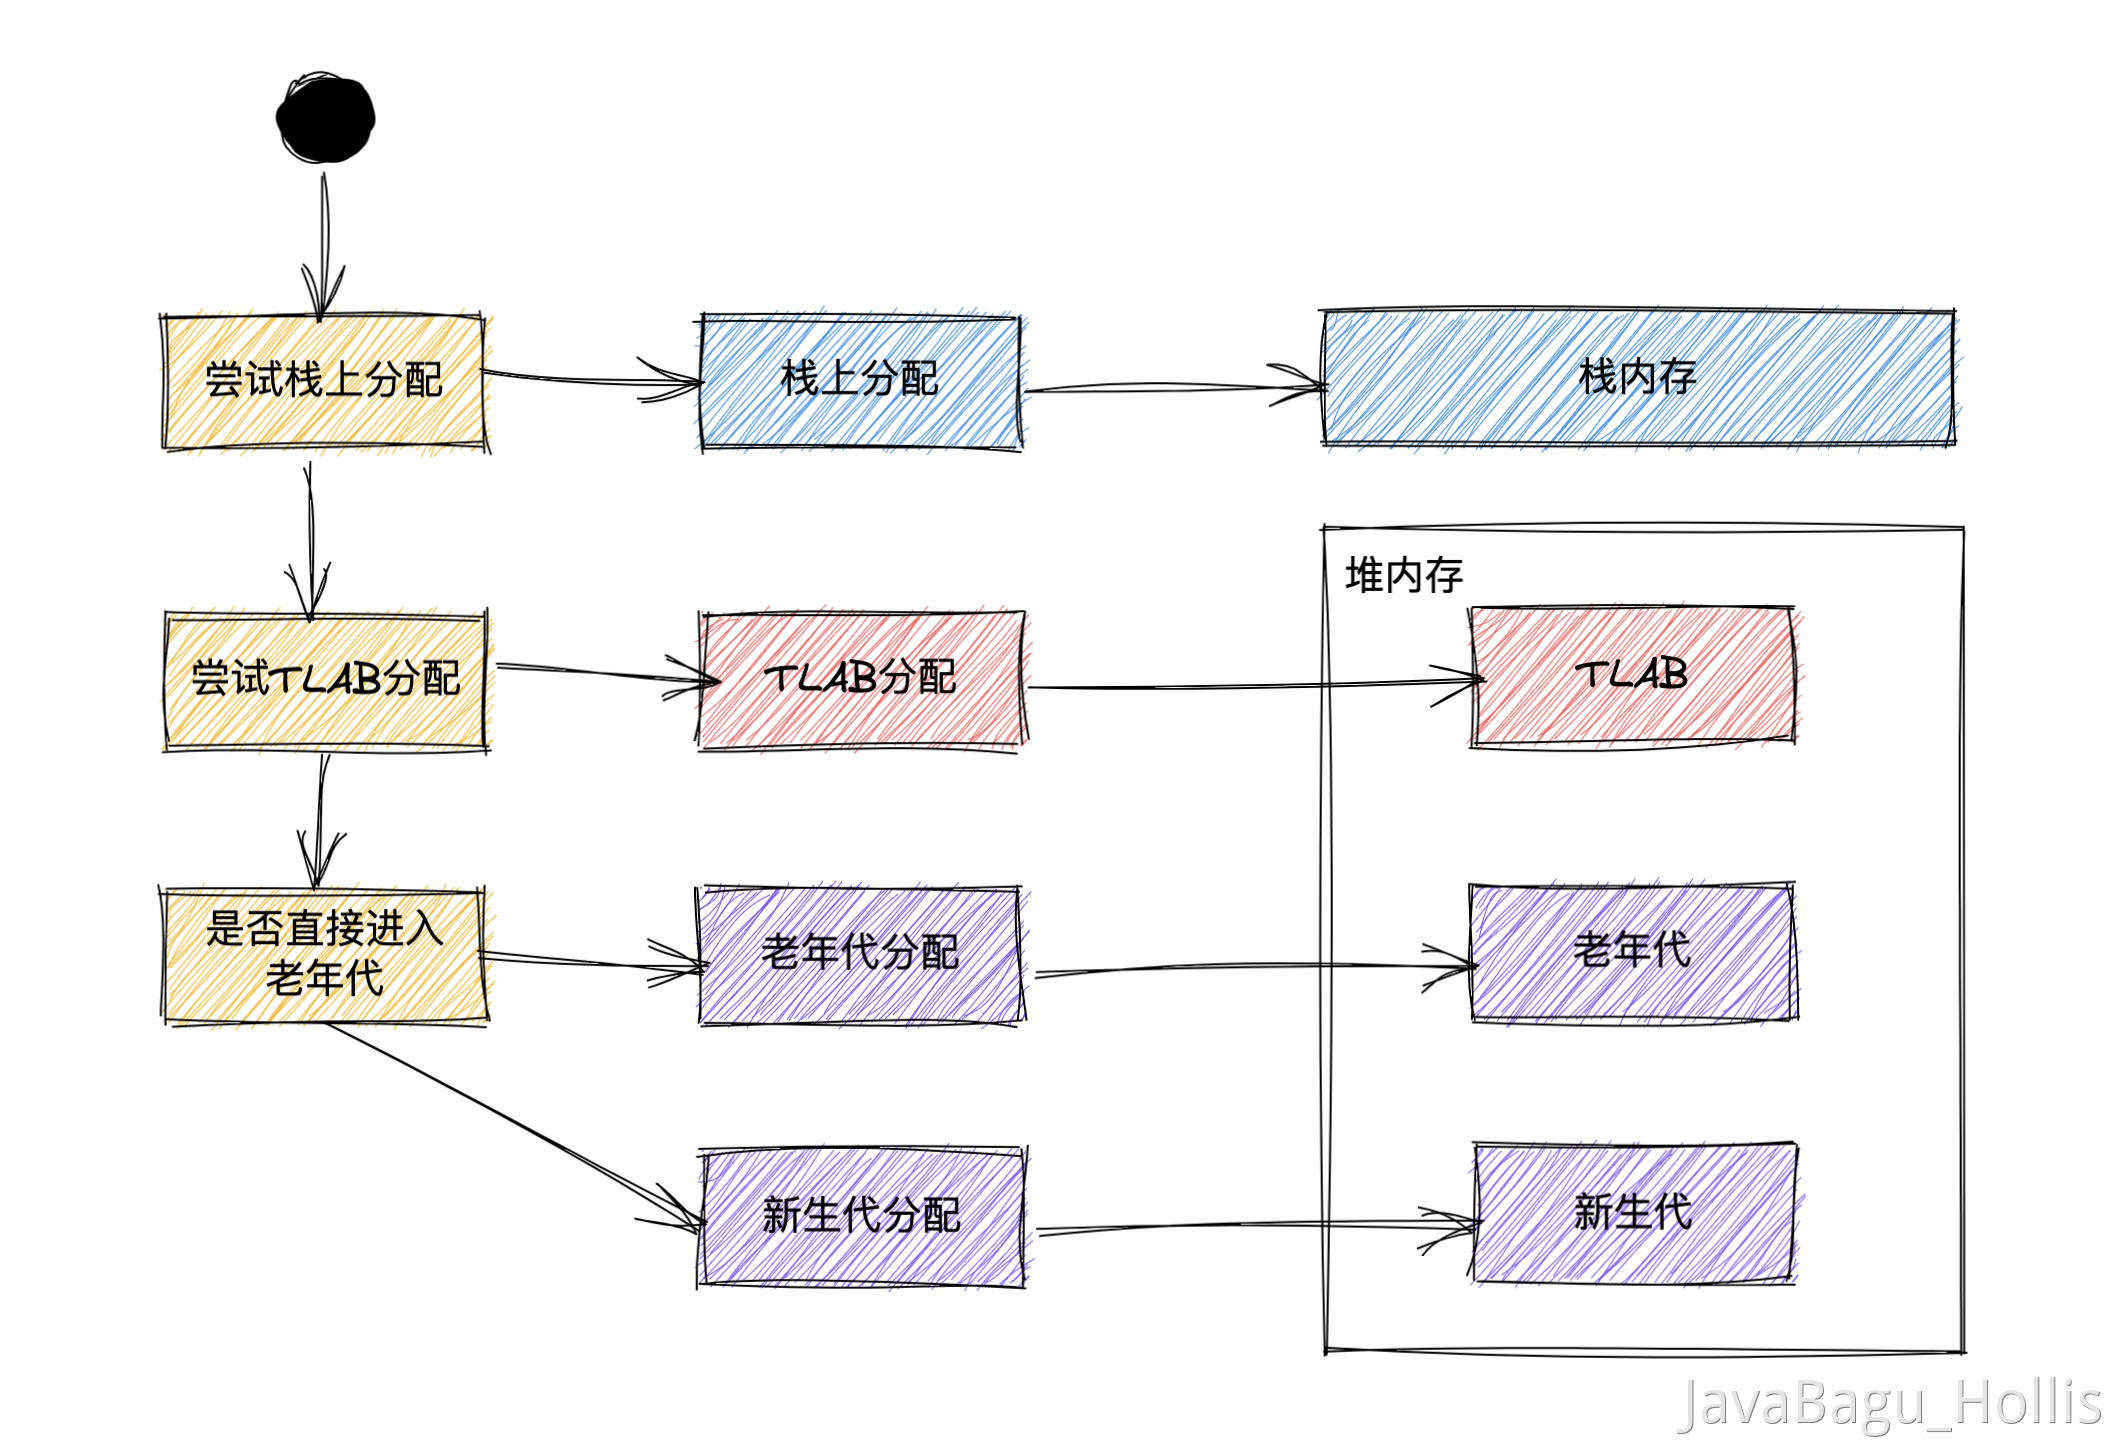 尝试栈上分配
栈上分配
栈内存
堆内存
尝试TLAB分配
TLAB分配
TLAB
是否直接进入
老年代
老年代分配
老年代
新生代分配
新生代
JavaBagu_Hollis